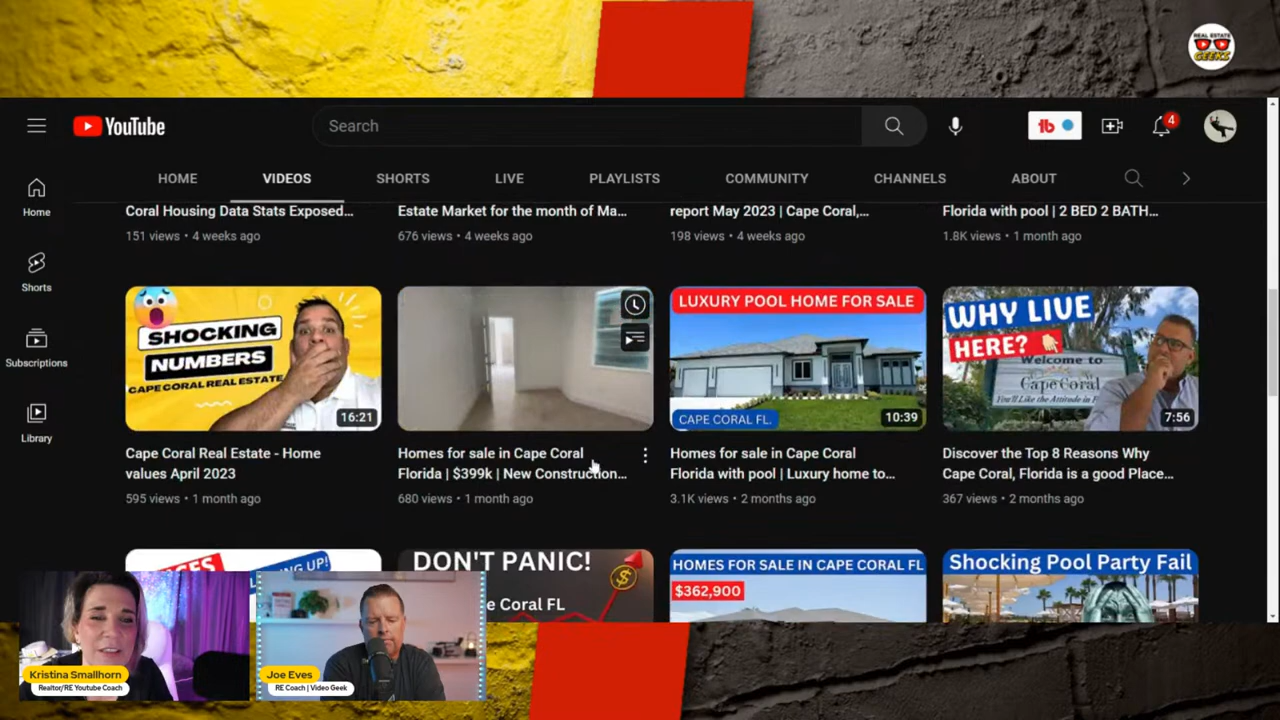 REAL ESTATE
GEEKS
YouTube
Search
4
HOME
VIDEOS
SHORTS
LIVE
PLAYLISTS
COMMUNITY
CHANNELS
ABOUT
Home
Shorts
Subscriptions
Library
Coral Housing Data Stats Exposed...
151 views • 4 weeks ago
Estate Market for the month of Ma...
676 views • 4 weeks ago
report May 2023 | Cape Coral,...
198 views • 4 weeks ago
Florida with pool | 2 BED 2 BATH...
1.8K views • 1 month ago
SHOCKING
NUMBERS
CAPE CORAL REAL ESTATE
16:21
Cape Coral Real Estate - Home
values April 2023
595 views • 1 month ago
Homes for sale in Cape Coral
Florida | $399k | New Construction...
680 views • 1 month ago
LUXURY POOL HOME FOR SALE
CAPE CORAL FL.
10:39
Homes for sale in Cape Coral
Florida with pool | Luxury home to...
3.1K views • 2 months ago
WHY LIVE
HERE?
Welcome to
Cape Coral
7:56
Discover the Top 8 Reasons Why
Cape Coral, Florida is a good Place...
367 views • 2 months ago
UP!
DON'T PANIC!
e Coral FL
HOMES FOR SALE IN CAPE CORAL FL
$362,900
Shocking Pool Party Fail
Kristina Smallhorn
Realtor/RE Youtube Coach
Joe Eves
RE Coach | Video Geek